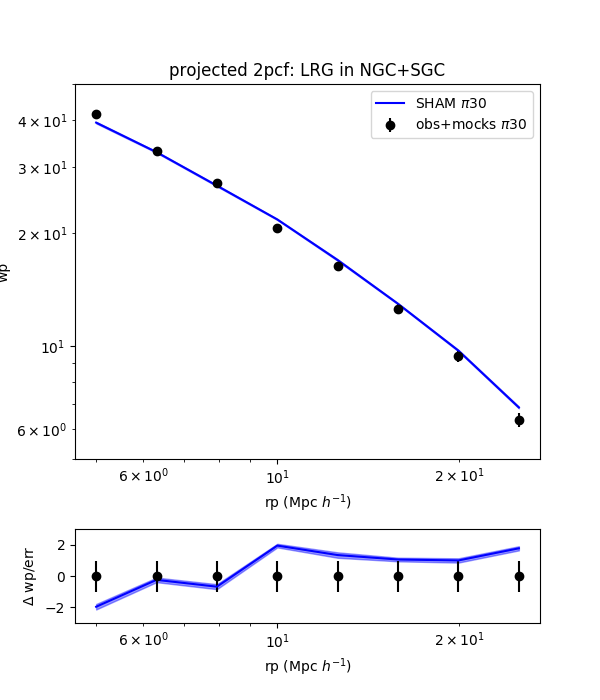 projected 2pcf: LRG in NGC+SGC
SHAM π30
obs+mocks π30
4 × 10¹
3 × 10¹
2 × 10¹
10¹
6 × 10⁰
wp
6 × 10⁰
10¹
2 × 10¹
rp (Mpc h⁻¹)
2
0
−2
Δ wp/err
6 × 10⁰
10¹
2 × 10¹
rp (Mpc h⁻¹)